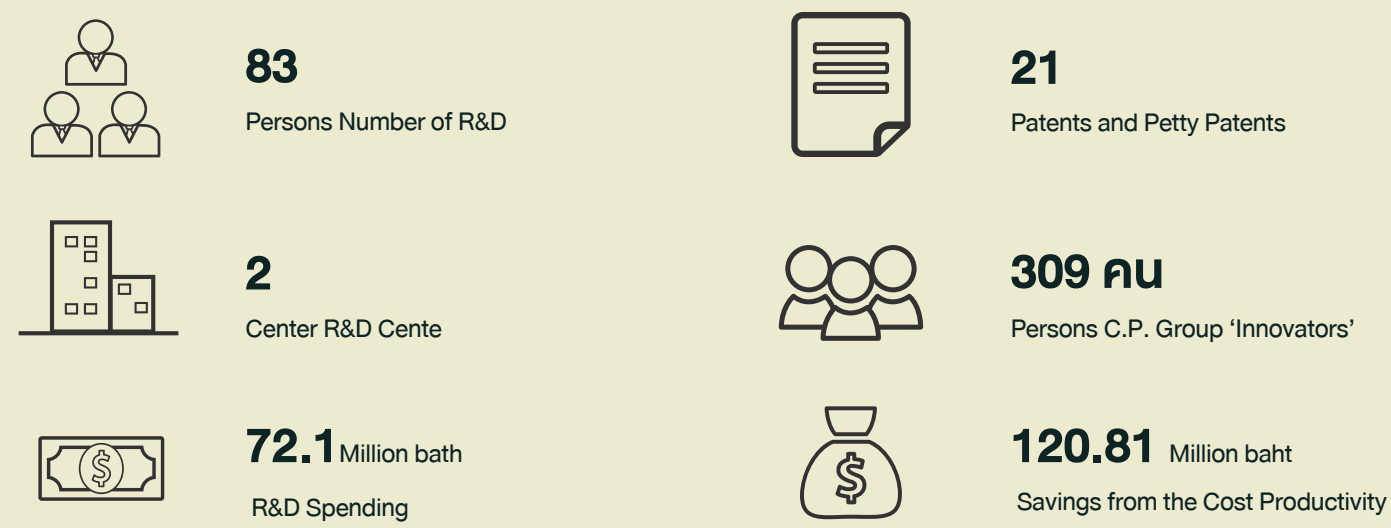 83
Persons Number of R&D
21
Patents and Petty Patents
2
Center R&D Cente
309 คน
Persons C.P. Group ‘Innovators’
72.1 Million bath
R&D Spending
120.81 Million baht
Savings from the Cost Productivity